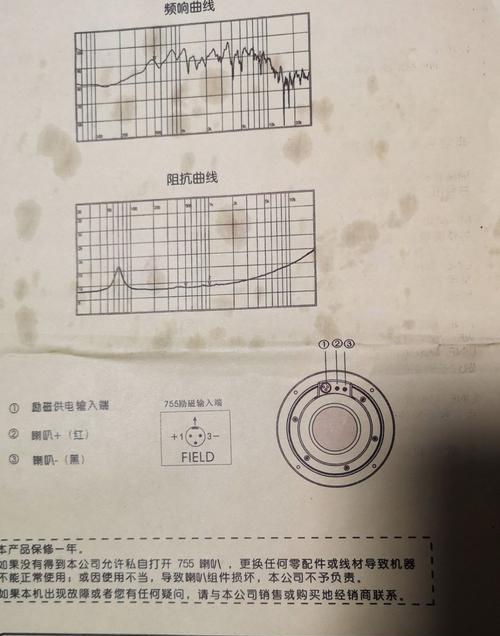 频响曲线
阻抗曲线
① ② ③
① 励磁供电输入端
② 喇叭+(红)
③ 喇叭-(黑)
755励磁输入端
+ 1 3 -
FIELD
本产品保修一年。
如果没有得到本公司允许私自打开 755 喇叭，更换任何零配件或线材导致机器
不能正常使用；或因使用不当，导致喇叭组件损坏，本公司不予负责。
如果本机出现故障或者您有任何疑问，请与本公司销售或购买地经销商联系。